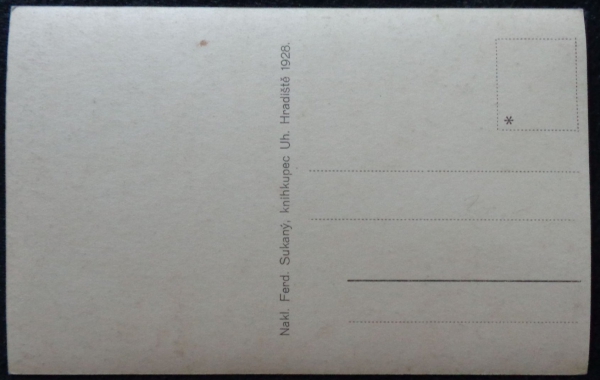 Nakl. Ferd. Sukaný, knihkupec Uh. Hradiště 1928.
*